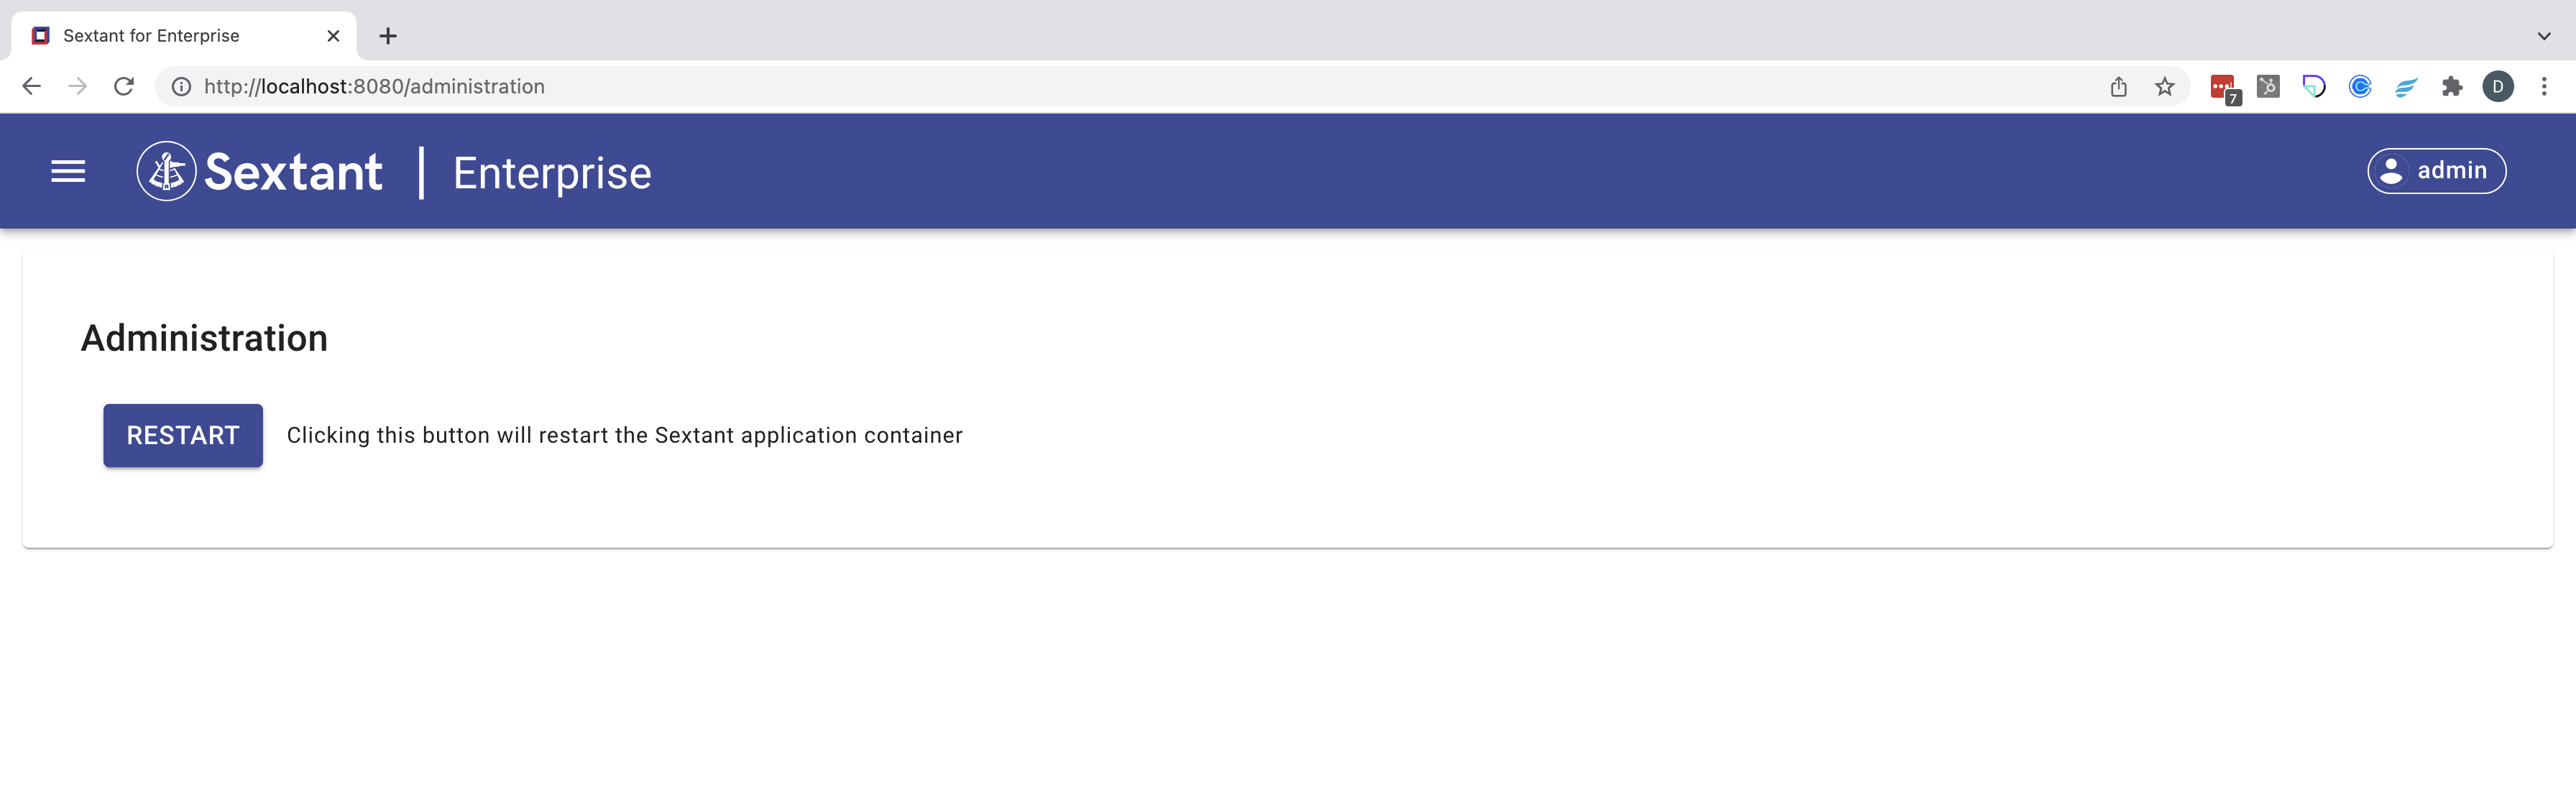 Sextant for Enterprise
http://localhost:8080/administration
7
D
Sextant | Enterprise
admin
Administration
RESTART
Clicking this button will restart the Sextant application container